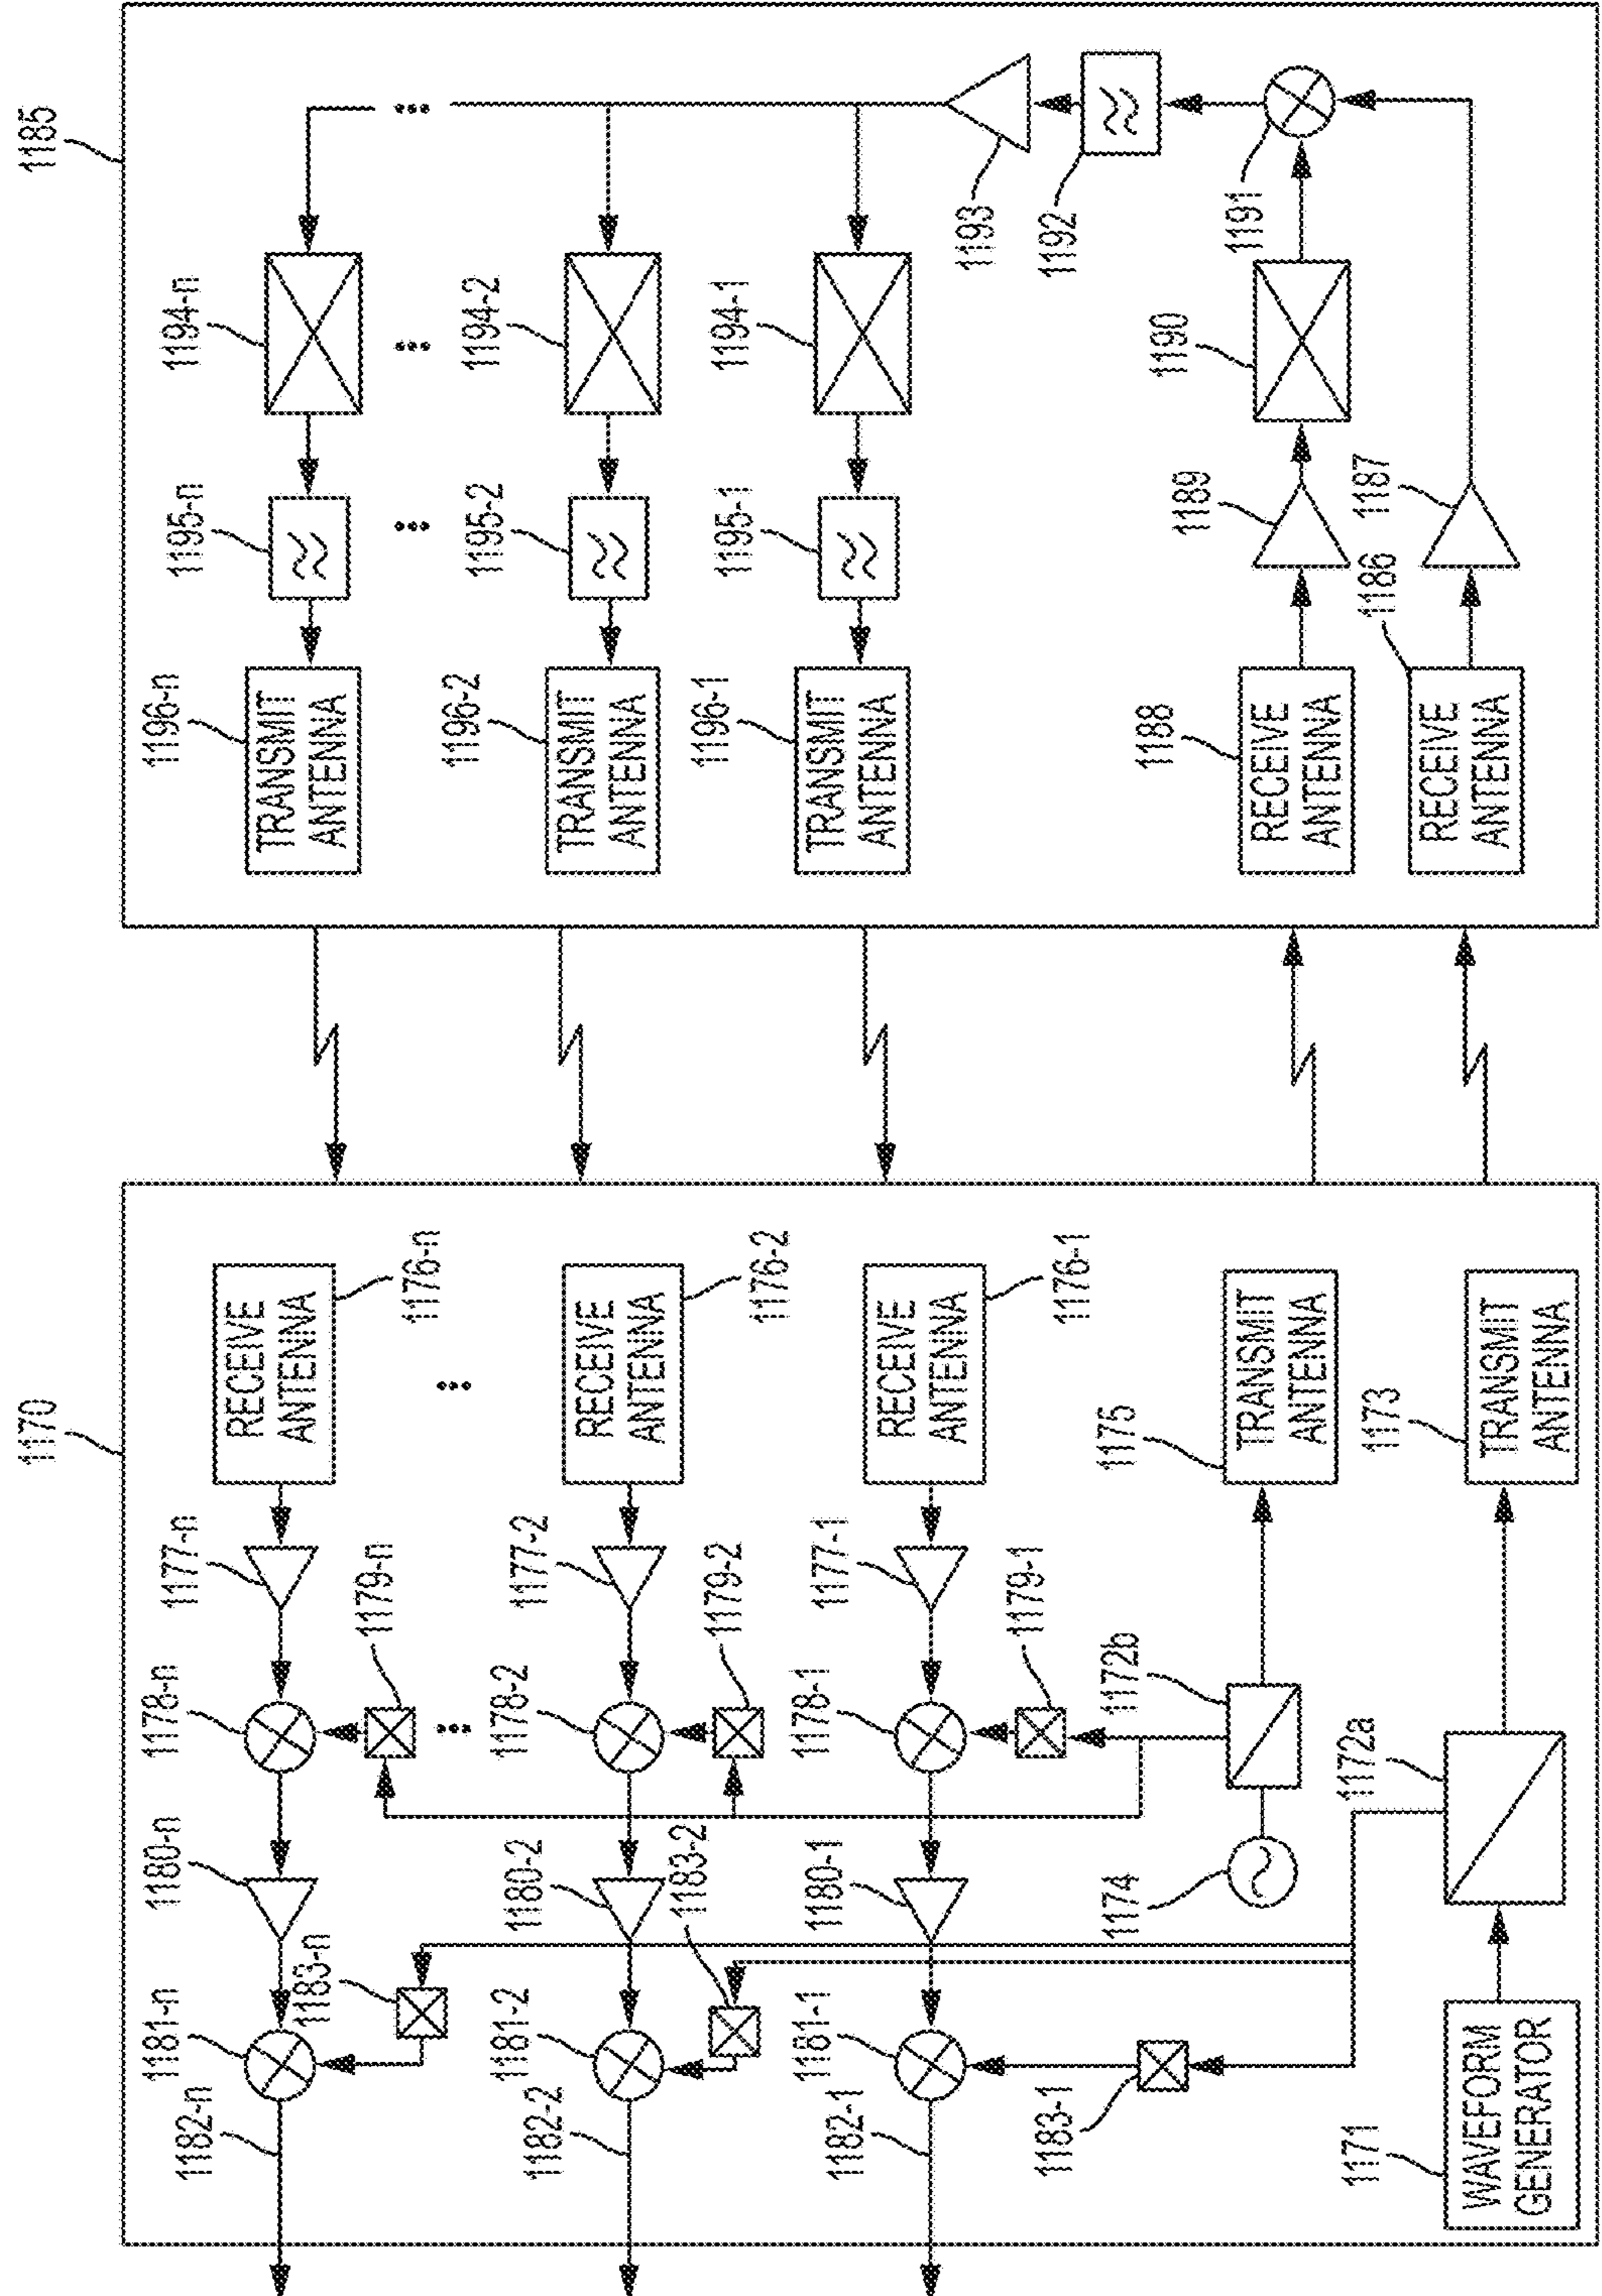 1170
1185
1182-n
1181-n
1183-n
1180-n
1178-n
1179-n
1177-n
RECEIVE
ANTENNA
1176-n
•••
•••
1182-2
1181-2
1183-2
1180-2
1178-2
1179-2
1177-2
RECEIVE
ANTENNA
1176-2
1182-1
1181-1
1183-1
1180-1
1178-1
1179-1
1177-1
RECEIVE
ANTENNA
1176-1
1174
1172b
1175
TRANSMIT
ANTENNA
1171
WAVEFORM
GENERATOR
1172a
1173
TRANSMIT
ANTENNA
1196-n
TRANSMIT
ANTENNA
1195-n
1194-n
•••
•••
•••
1196-2
TRANSMIT
ANTENNA
1195-2
1194-2
1196-1
TRANSMIT
ANTENNA
1195-1
1194-1
1193
1192
1188
RECEIVE
ANTENNA
1189
1190
1191
1186
RECEIVE
ANTENNA
1187